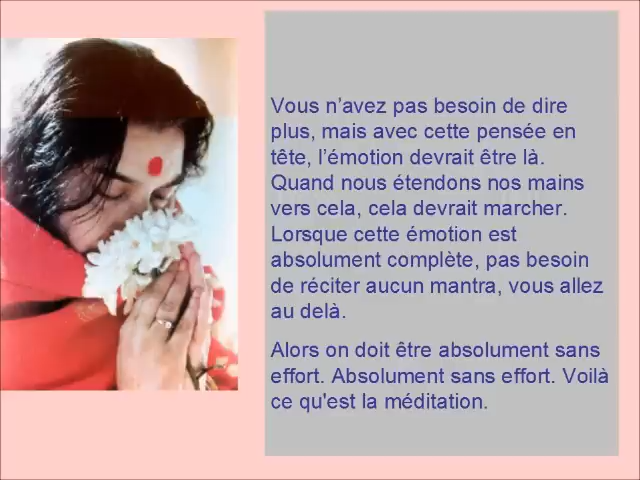 Vous n’avez pas besoin de dire
plus, mais avec cette pensée en
tête, l’émotion devrait être là.
Quand nous étendons nos mains
vers cela, cela devrait marcher.
Lorsque cette émotion est
absolument complète, pas besoin
de réciter aucun mantra, vous allez
au delà.
Alors on doit être absolument sans
effort. Absolument sans effort. Voilà
ce qu'est la méditation.